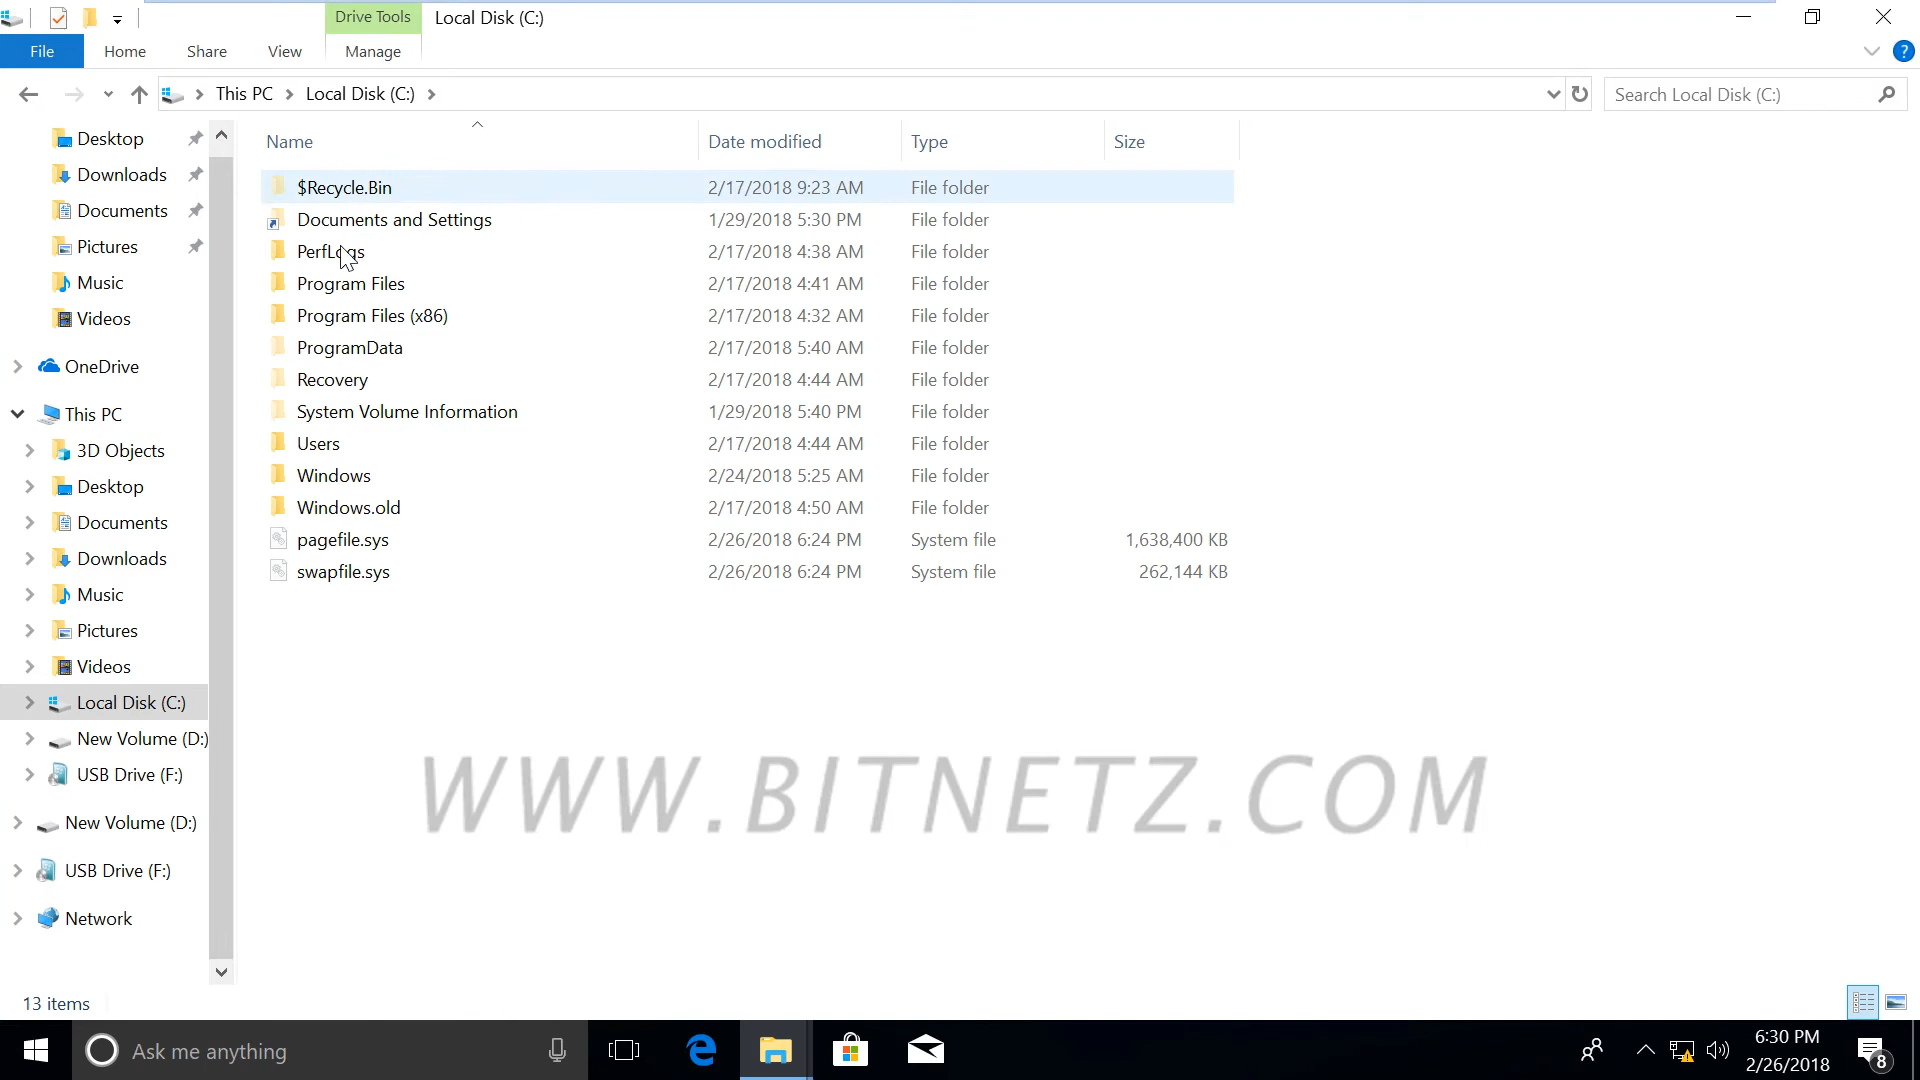 Drive Tools Local Disk (C:)
File Home Share View Manage ?
This PC Local Disk (C:) Search Local Disk (C:)
Name Date modified Type Size
Desktop
Downloads
Documents
Pictures
Music
Videos
OneDrive
This PC
3D Objects
Desktop
Documents
Downloads
Music
Pictures
Videos
Local Disk (C:)
New Volume (D:)
USB Drive (F:)
New Volume (D:)
USB Drive (F:)
Network
$Recycle.Bin 2/17/2018 9:23 AM File folder
Documents and Settings 1/29/2018 5:30 PM File folder
PerfLogs 2/17/2018 4:38 AM File folder
Program Files 2/17/2018 4:41 AM File folder
Program Files (x86) 2/17/2018 4:32 AM File folder
ProgramData 2/17/2018 5:40 AM File folder
Recovery 2/17/2018 4:44 AM File folder
System Volume Information 1/29/2018 5:40 PM File folder
Users 2/17/2018 4:44 AM File folder
Windows 2/24/2018 5:25 AM File folder
Windows.old 2/17/2018 4:50 AM File folder
pagefile.sys 2/26/2018 6:24 PM System file 1,638,400 KB
swapfile.sys 2/26/2018 6:24 PM System file 262,144 KB
WWW.BITNETZ.COM
13 items
Ask me anything
6:30 PM
2/26/2018
8